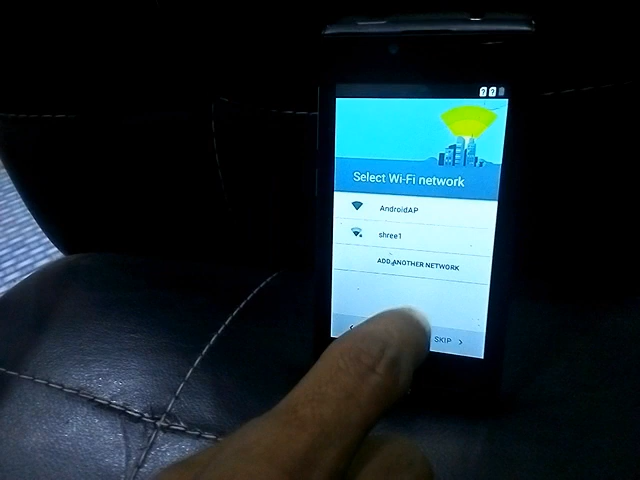 Select Wi-Fi network
AndroidAP
shree1
ADD ANOTHER NETWORK
SKIP